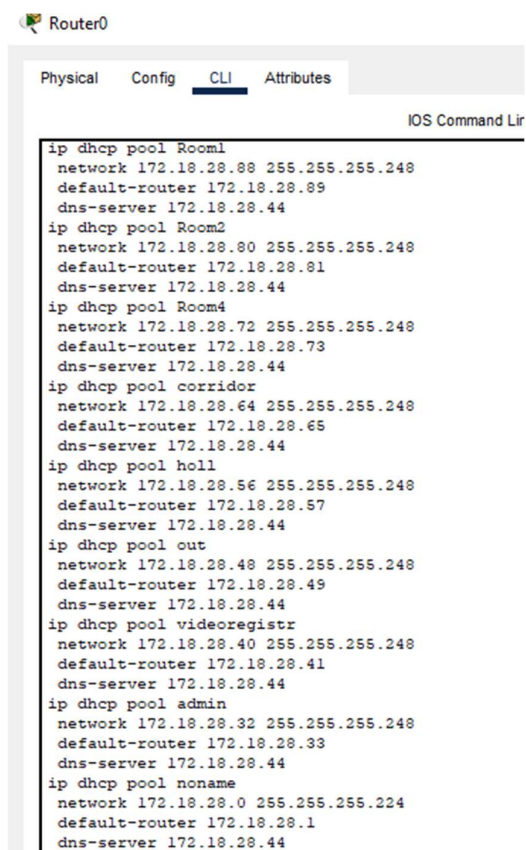 Router0
Physical Config CLI Attributes
IOS Command Lin
ip dhcp pool Room1
network 172.18.28.88 255.255.255.248
default-router 172.18.28.89
dns-server 172.18.28.44
ip dhcp pool Room2
network 172.18.28.80 255.255.255.248
default-router 172.18.28.81
dns-server 172.18.28.44
ip dhcp pool Room4
network 172.18.28.72 255.255.255.248
default-router 172.18.28.73
dns-server 172.18.28.44
ip dhcp pool corridor
network 172.18.28.64 255.255.255.248
default-router 172.18.28.65
dns-server 172.18.28.44
ip dhcp pool holl
network 172.18.28.56 255.255.255.248
default-router 172.18.28.57
dns-server 172.18.28.44
ip dhcp pool out
network 172.18.28.48 255.255.255.248
default-router 172.18.28.49
dns-server 172.18.28.44
ip dhcp pool videoregistr
network 172.18.28.40 255.255.255.248
default-router 172.18.28.41
dns-server 172.18.28.44
ip dhcp pool admin
network 172.18.28.32 255.255.255.248
default-router 172.18.28.33
dns-server 172.18.28.44
ip dhcp pool noname
network 172.18.28.0 255.255.255.224
default-router 172.18.28.1
dns-server 172.18.28.44